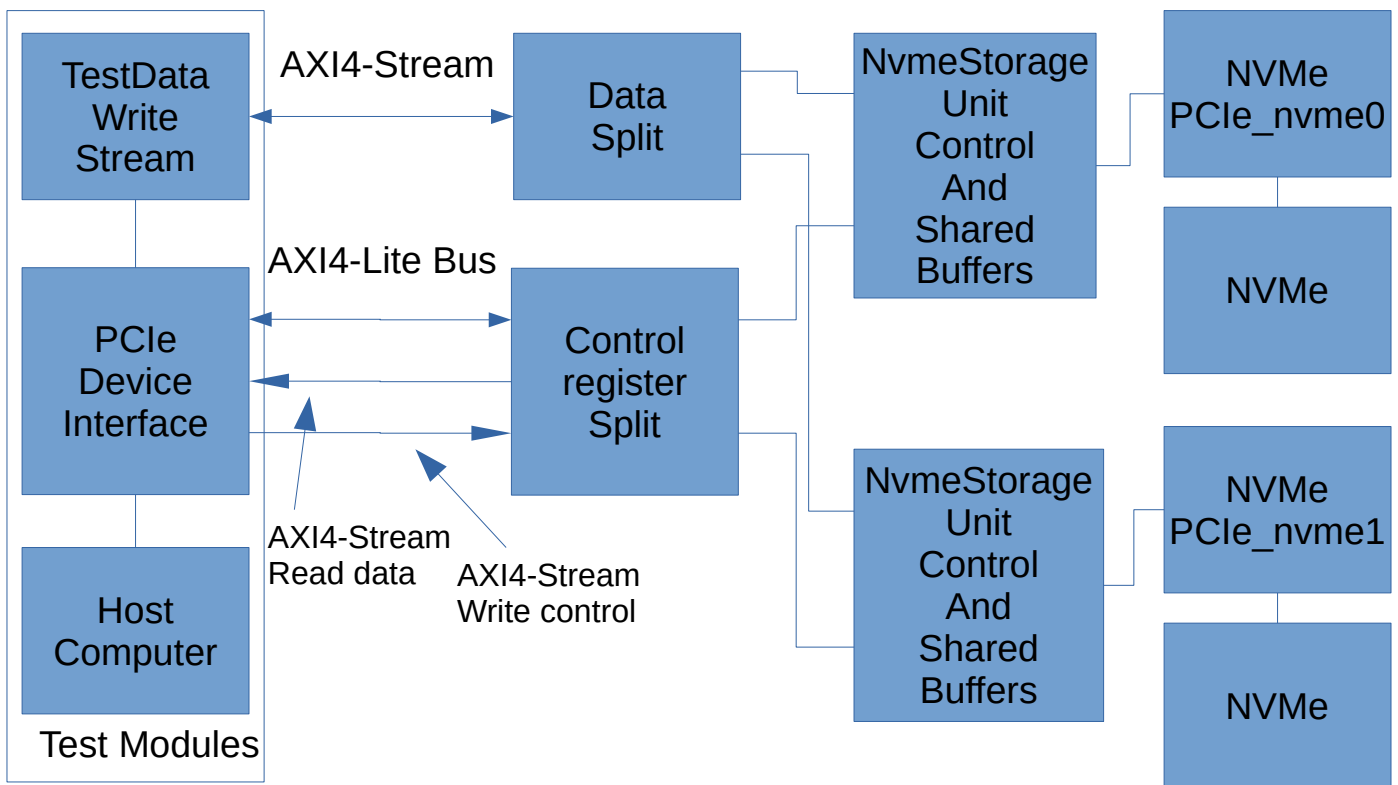 TestData
Write
Stream
AXI4-Stream
Data
Split
NvmeStorage
Unit
Control
And
Shared
Buffers
NVMe
PCIe_nvme0
NVMe
PCIe
Device
Interface
AXI4-Lite Bus
Control
register
Split
AXI4-Stream
Read data
AXI4-Stream
Write control
NvmeStorage
Unit
Control
And
Shared
Buffers
NVMe
PCIe_nvme1
NVMe
Host
Computer
Test Modules